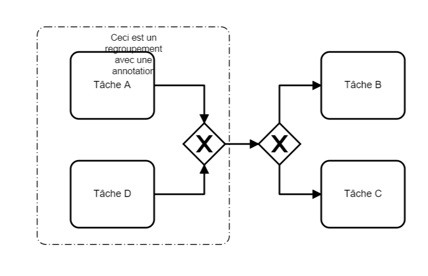 Ceci est un
regroupement
avec une
annotation
Tâche A
Tâche B
X
X
Tâche D
Tâche C